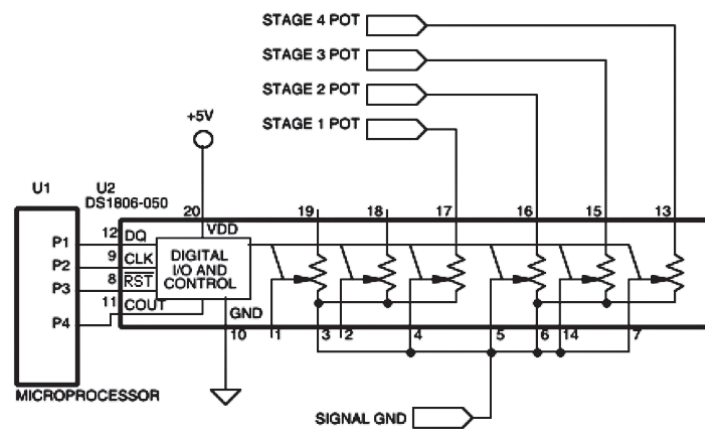 STAGE 4 POT
STAGE 3 POT
STAGE 2 POT
STAGE 1 POT
+5V
U1
U2
DS1806-050
20
19
18
17
16
15
13
VDD
P1
12
DQ
P2
9
CLK
P3
8
RST
P4
11
COUT
DIGITAL
I/O AND
CONTROL
GND
10
1
3
2
4
5
6
14
7
MICROPROCESSOR
SIGNAL GND